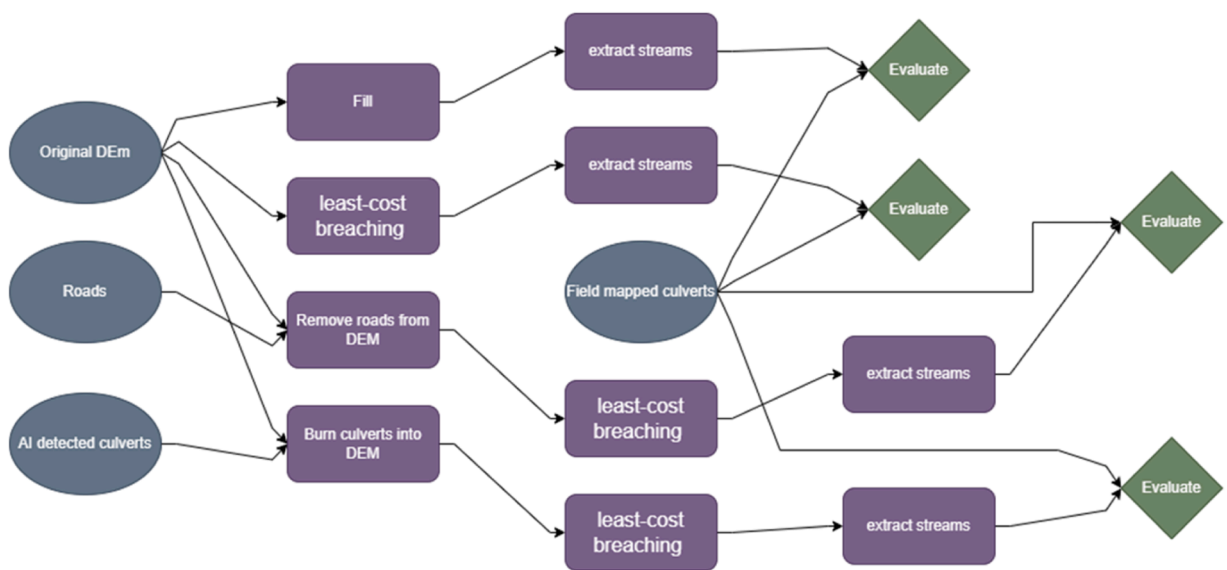 extract streams
Evaluate
Fill
Original DEm
extract streams
least-cost
breaching
Evaluate
Evaluate
Roads
Field mapped culverts
Remove roads from
DEM
extract streams
least-cost
breaching
AI detected culverts
Burn culverts into
DEM
Evaluate
least-cost
breaching
extract streams